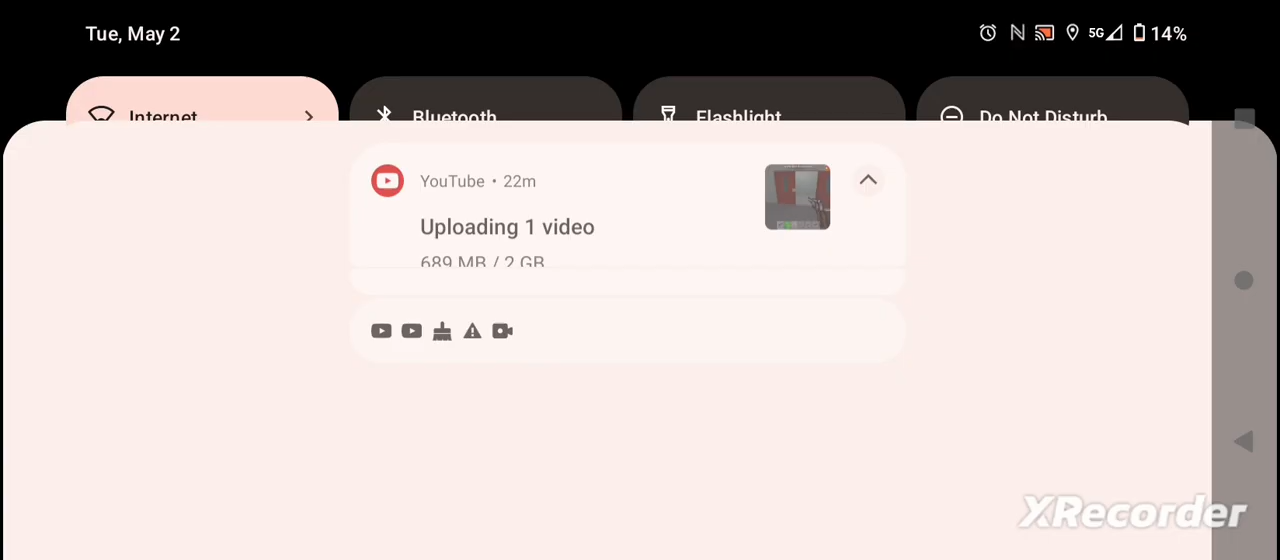 Tue, May 2
5G 14%
Internet
Bluetooth
Flashlight
Do Not Disturb
YouTube • 22m
Uploading 1 video
689 MB / 2 GB
XRecorder